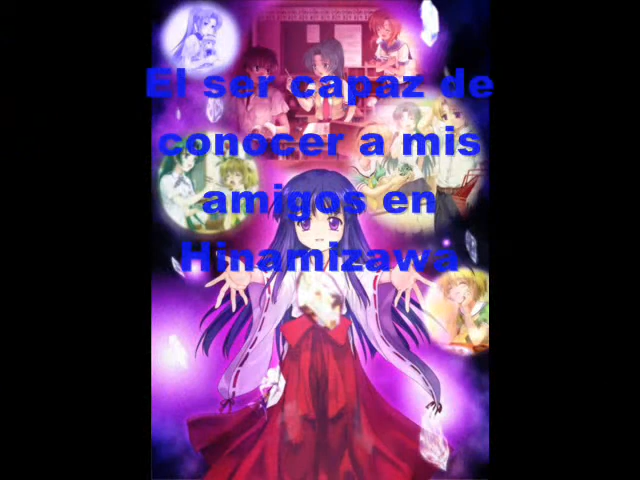 El ser capaz de
conocer a mis
amigos en
Hinamizawa